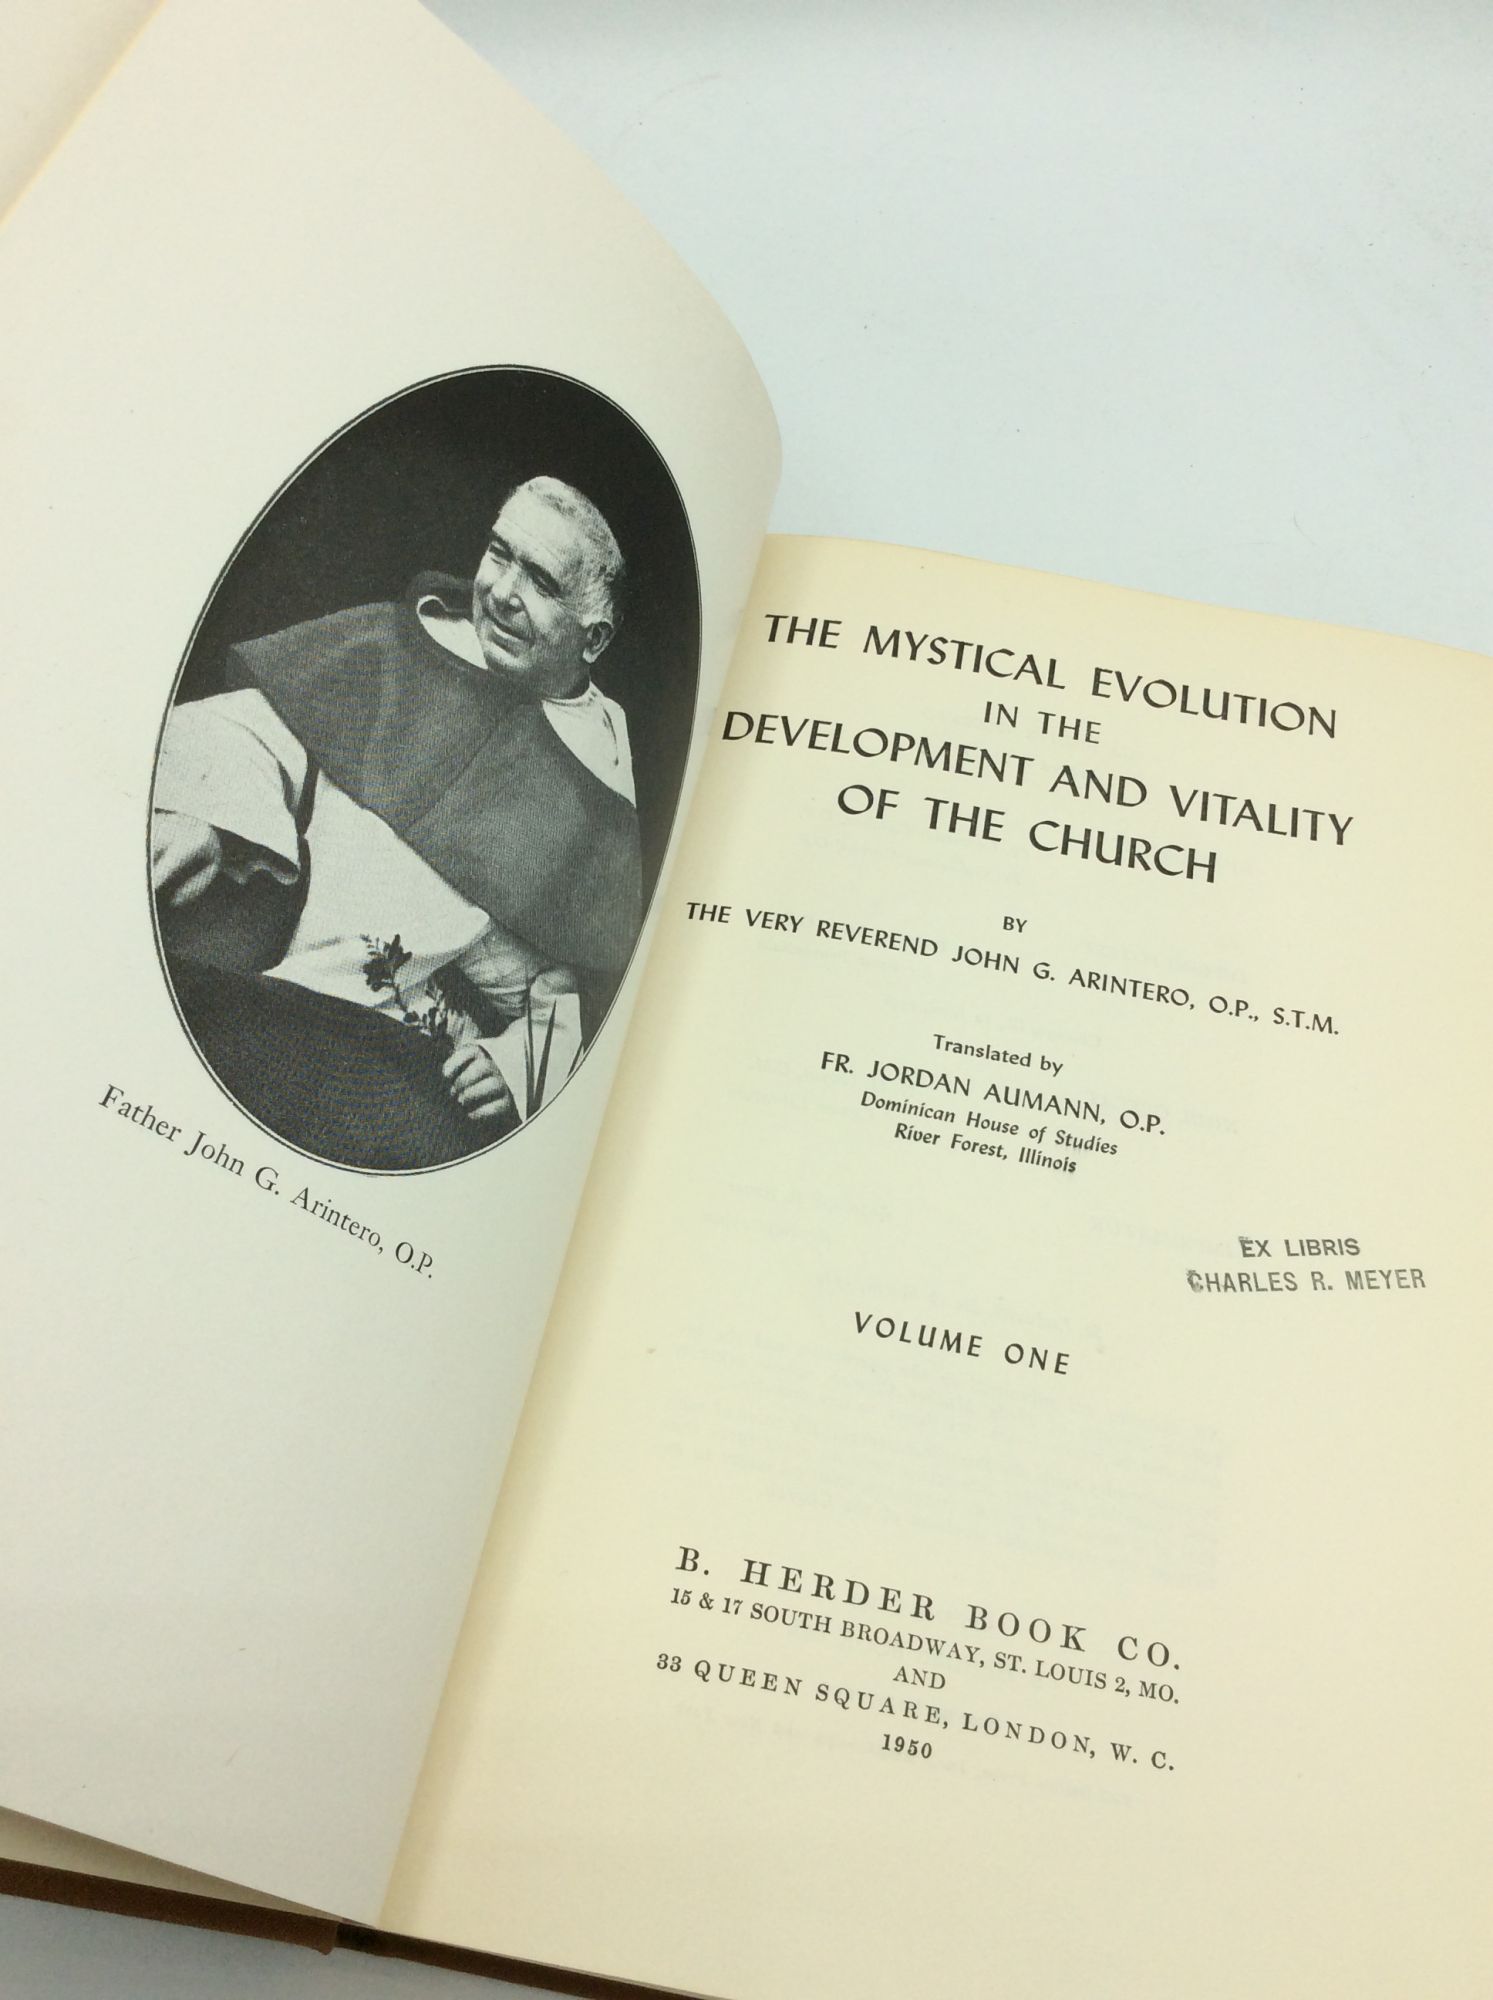 Father John G. Arintero, O.P.
THE MYSTICAL EVOLUTION
IN THE
DEVELOPMENT AND VITALITY
OF THE CHURCH
BY
THE VERY REVEREND JOHN G. ARINTERO, O.P., S.T.M.
Translated by
FR. JORDAN AUMANN, O.P.
Dominican House of Studies
River Forest, Illinois
EX LIBRIS
CHARLES R. MEYER
VOLUME ONE
B. HERDER BOOK CO.
15 & 17 SOUTH BROADWAY, ST. LOUIS 2, MO.
AND
33 QUEEN SQUARE, LONDON, W. C.
1950